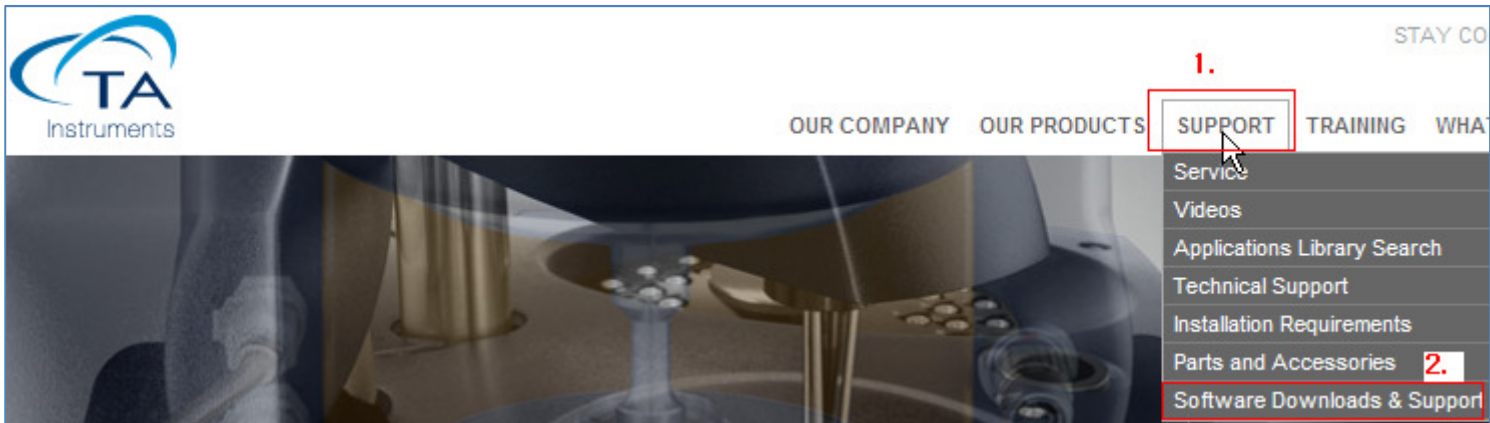 TA
Instruments
STAY CO
1.
OUR COMPANY OUR PRODUCTS SUPPORT TRAINING WHAT
Service
Videos
Applications Library Search
Technical Support
Installation Requirements
Parts and Accessories 2.
Software Downloads & Support